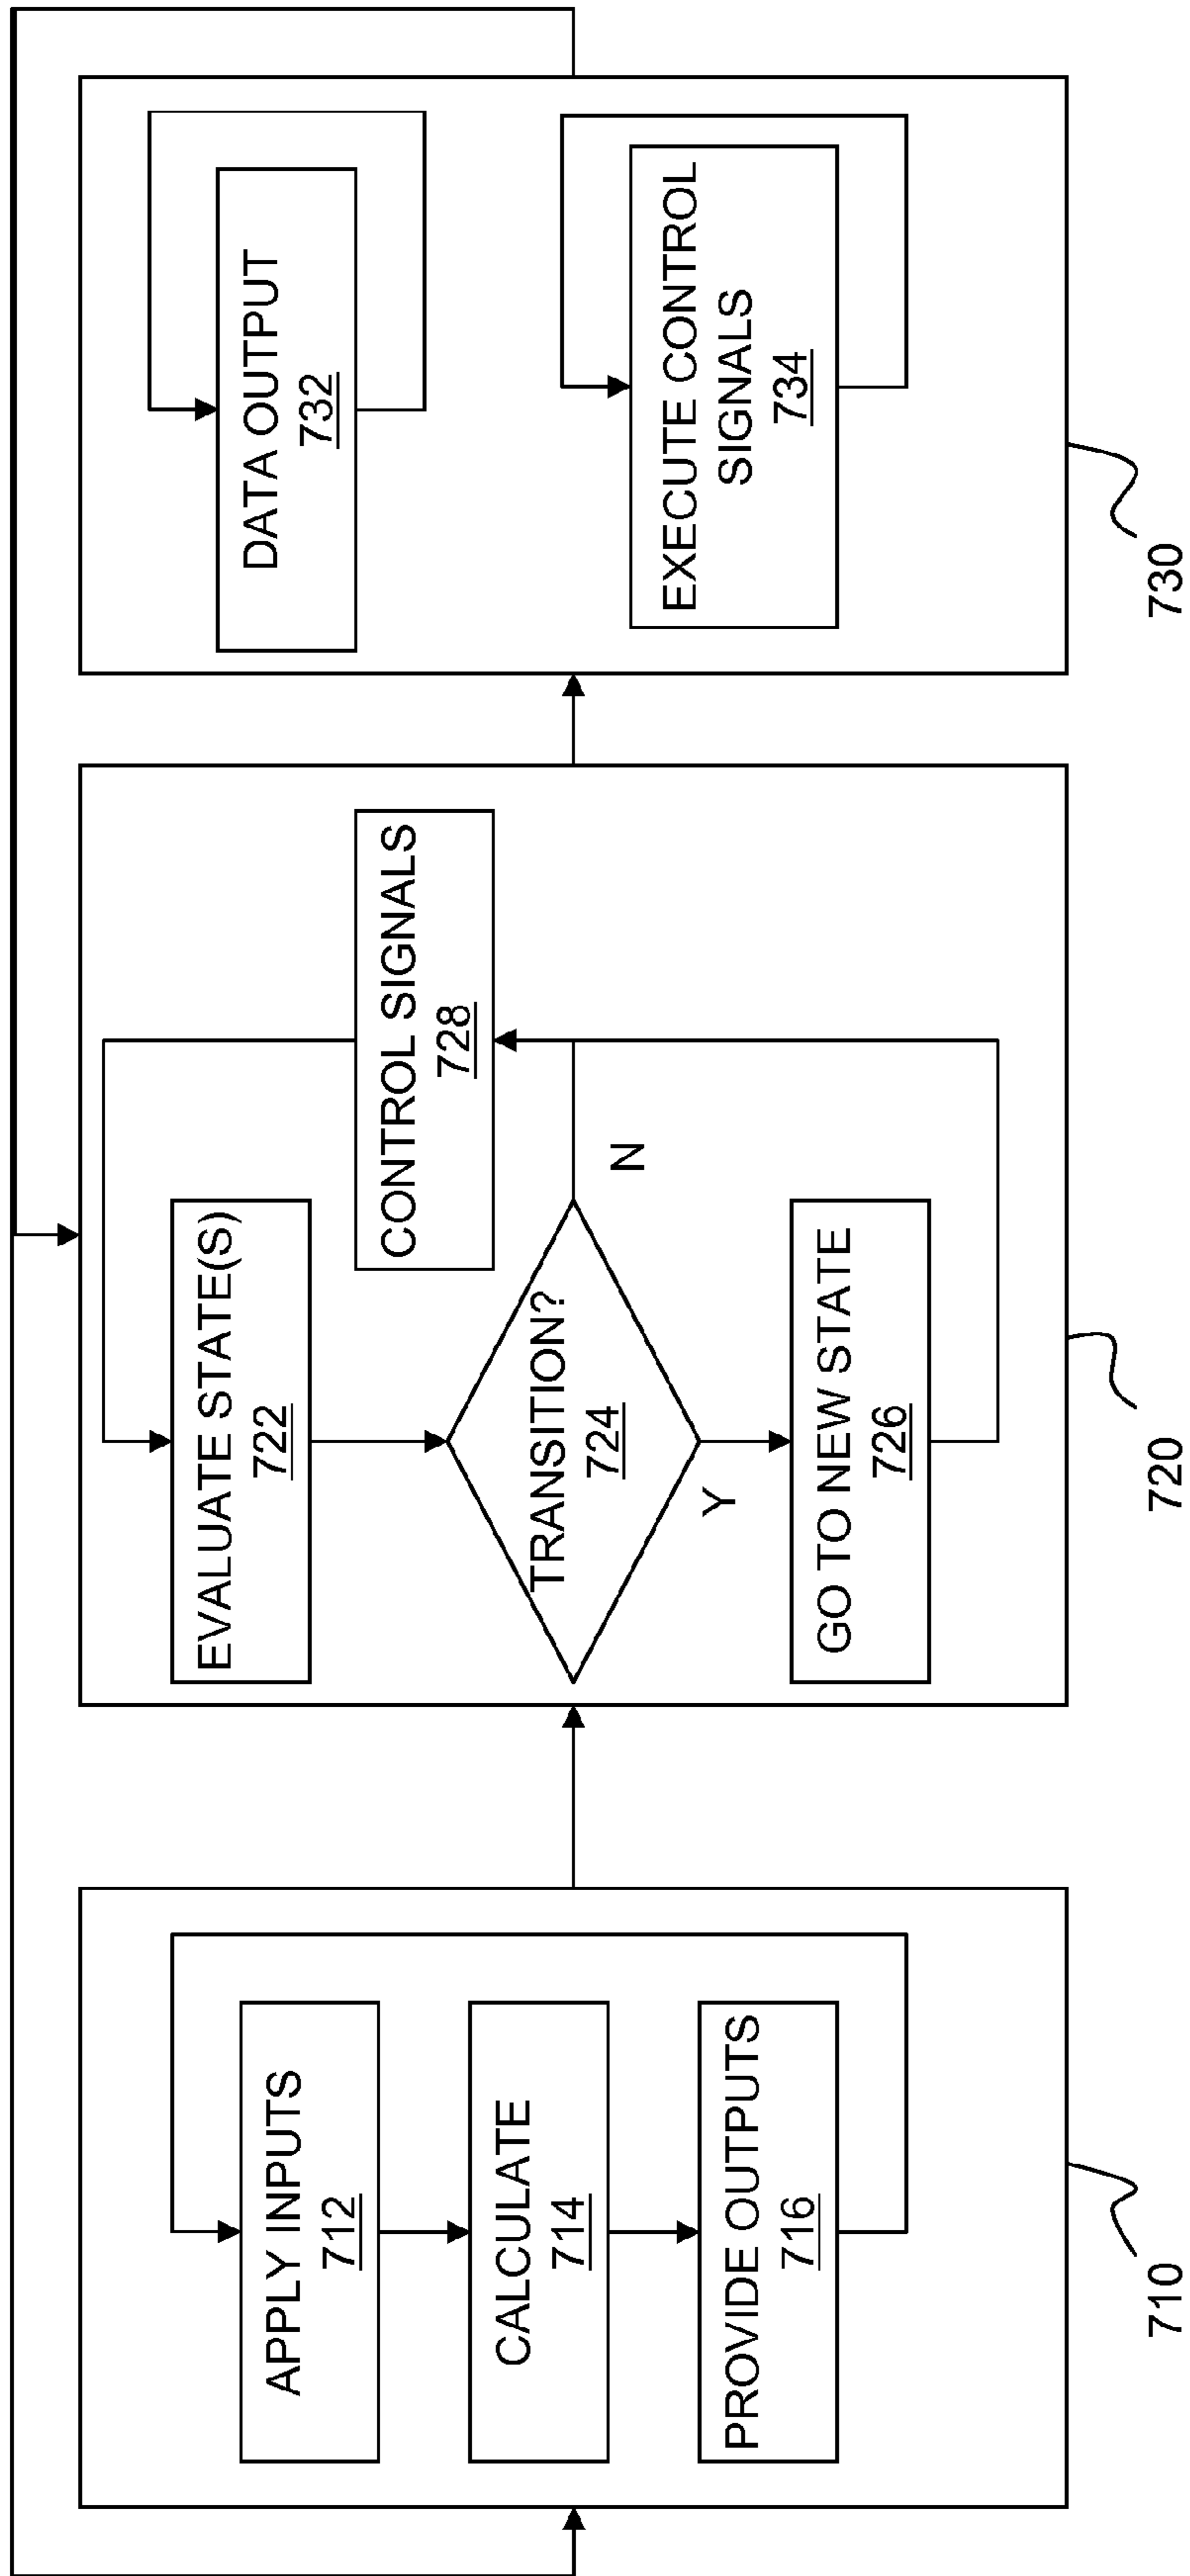 APPLY INPUTS
712
CALCULATE
714
PROVIDE OUTPUTS
716
710
EVALUATE STATE(S)
722
TRANSITION?
724
Y
N
GO TO NEW STATE
726
CONTROL SIGNALS
728
720
DATA OUTPUT
732
EXECUTE CONTROL
SIGNALS
734
730